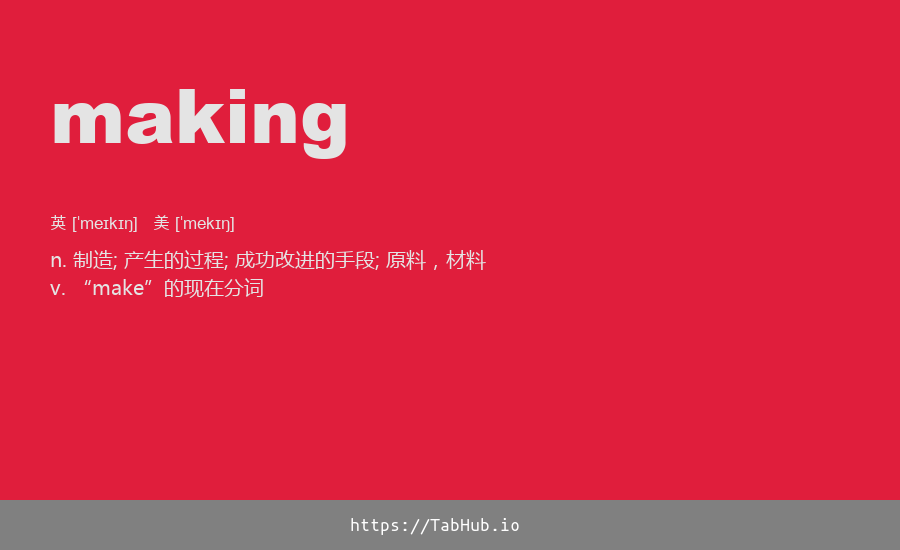 making
英 [ˈmeɪkɪŋ] 美 [ˈmekɪŋ]
n. 制造; 产生的过程; 成功改进的手段; 原料，材料
v. “make”的现在分词
https://TabHub.io